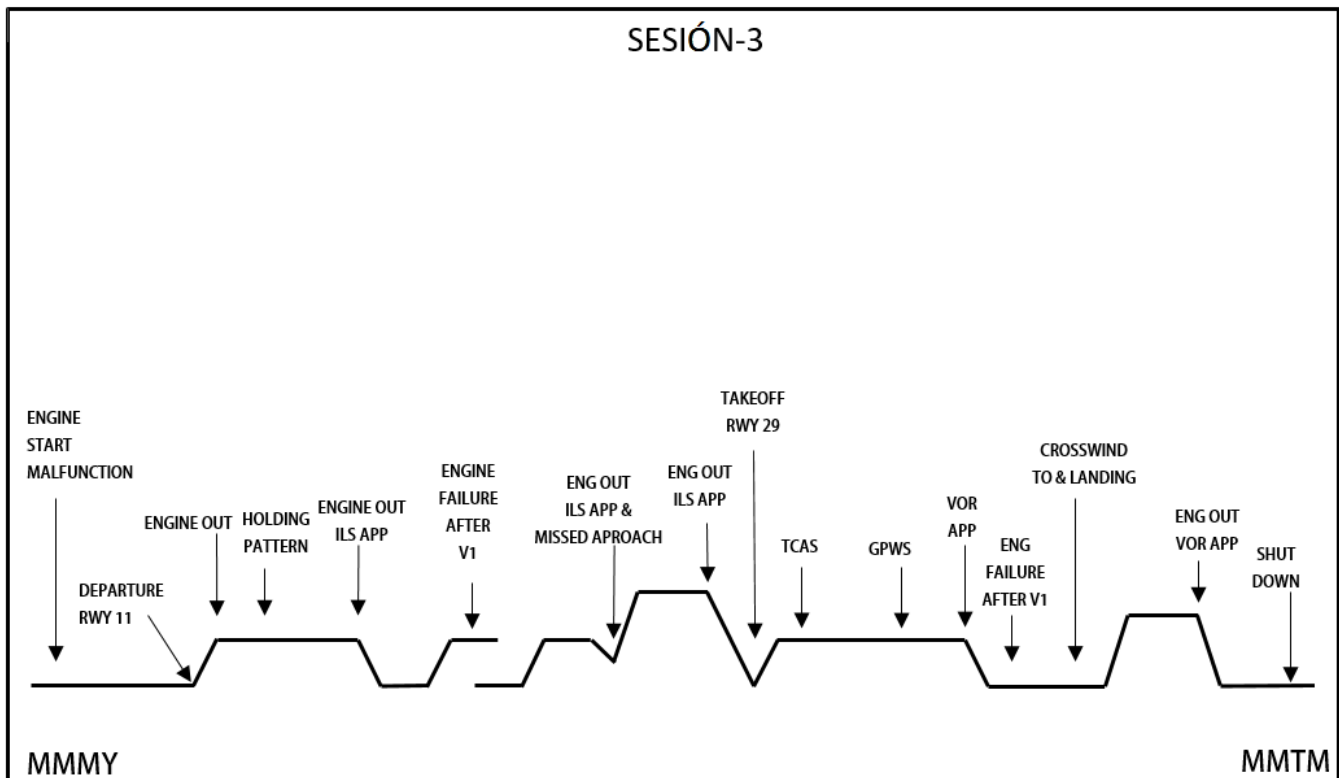 SESIÓN-3
ENGINE
START
MALFUNCTION
DEPARTURE
RWY 11
ENGINE OUT
HOLDING
PATTERN
ENGINE OUT
ILS APP
ENGINE
FAILURE
AFTER
V1
ENG OUT
ILS APP &
MISSED APROACH
ENG OUT
ILS APP
TAKEOFF
RWY 29
TCAS
GPWS
VOR
APP
ENG
FAILURE
AFTER V1
CROSSWIND
TO & LANDING
ENG OUT
VOR APP
SHUT
DOWN
MMMY
MMTM